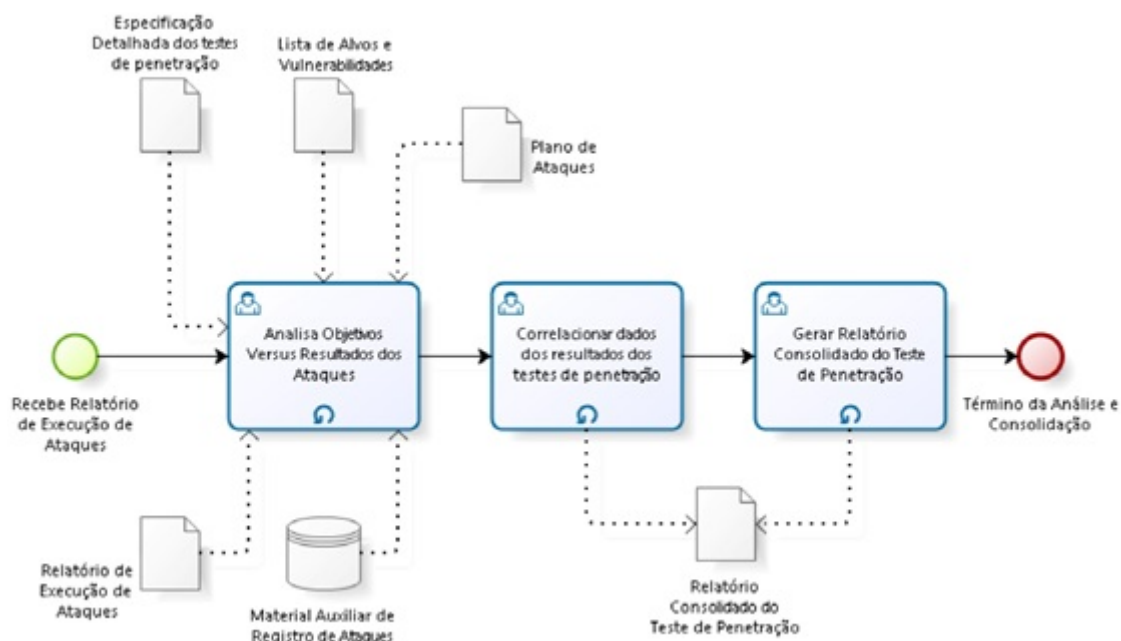 Especificação
Detalhada dos testes
de penetração
Lista de Alvos e
Vulnerabilidades
Plano de
Ataques
Analisa Objetivos
Versus Resultados dos
Ataques
Correlacionar dados
dos resultados dos
testes de penetração
Gerar Relatório
Consolidado do Teste
de Penetração
Recebe Relatório
de Execução de
Ataques
Término da Análise e
Consolidação
Relatório de
Execução de
Ataques
Material Auxiliar de
Registro de Ataques
Relatório
Consolidado do
Teste de Penetração